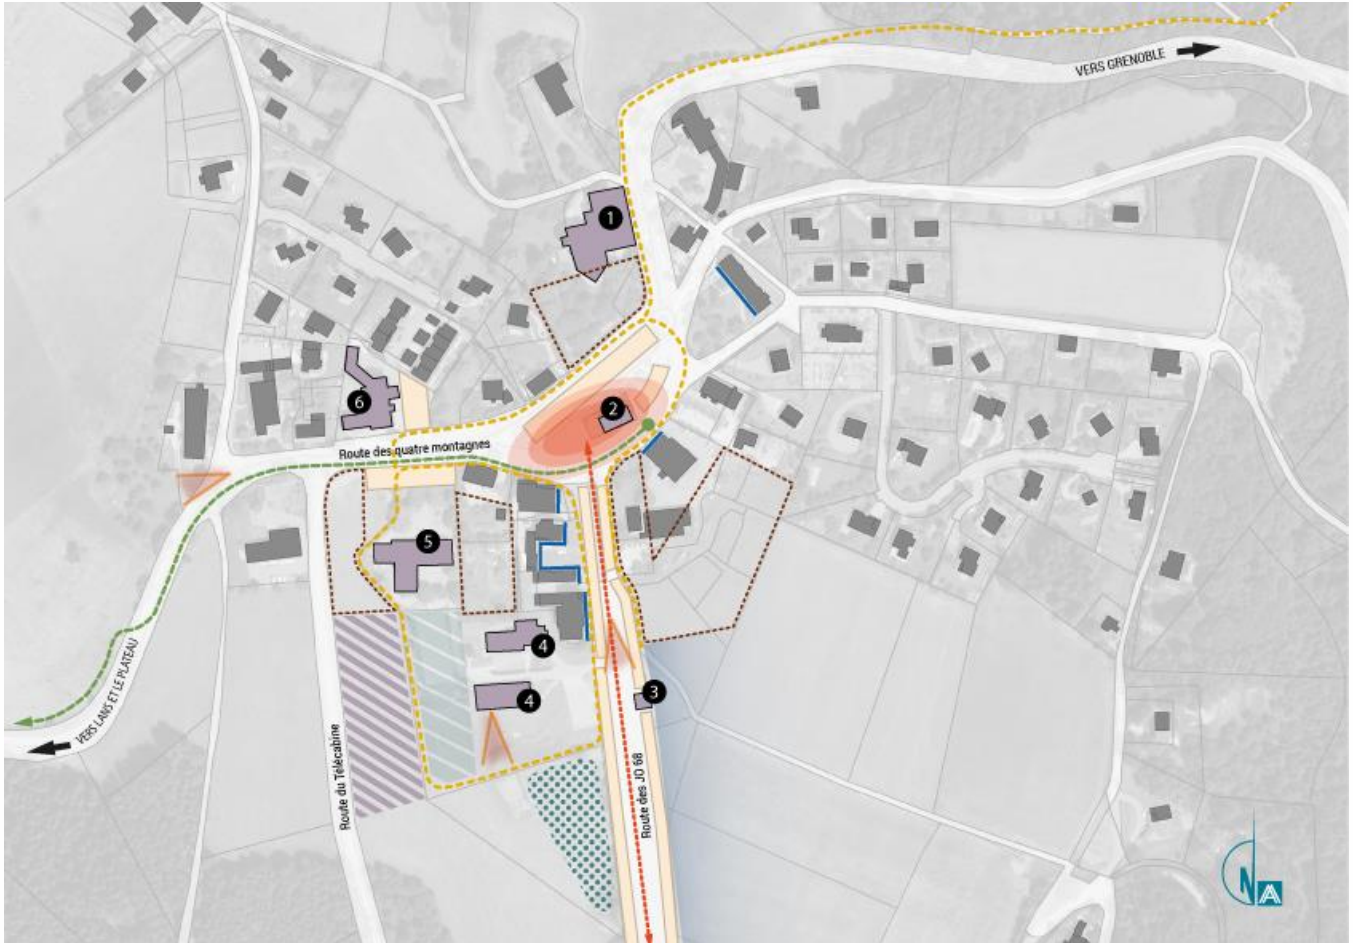 VERS GRENOBLE
1
2
6
Route des quatre montagnes
5
4
4
3
VERS LANS ET LE PLATEAU
Route du Télécabine
Route des JO 68
N